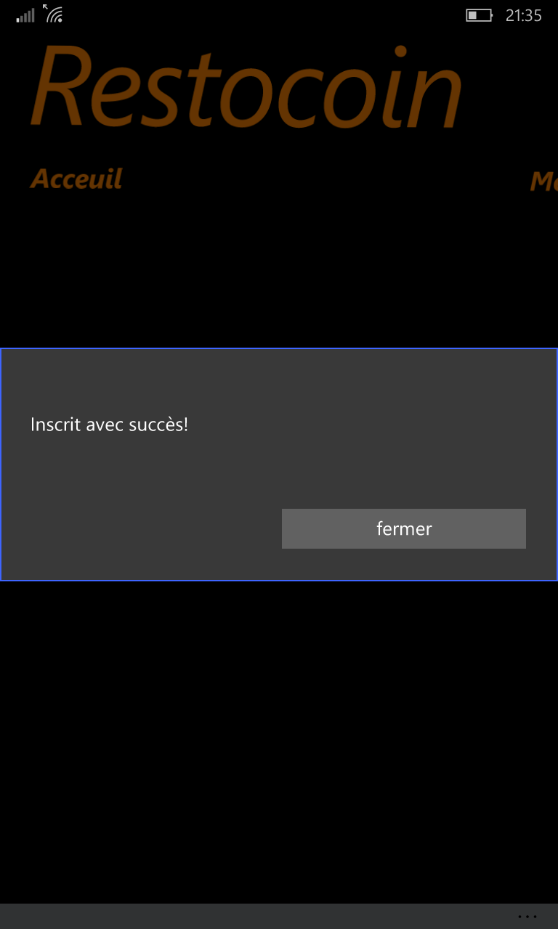 21:35
Restocoin
Acceuil
Inscrit avec succès!
fermer
...